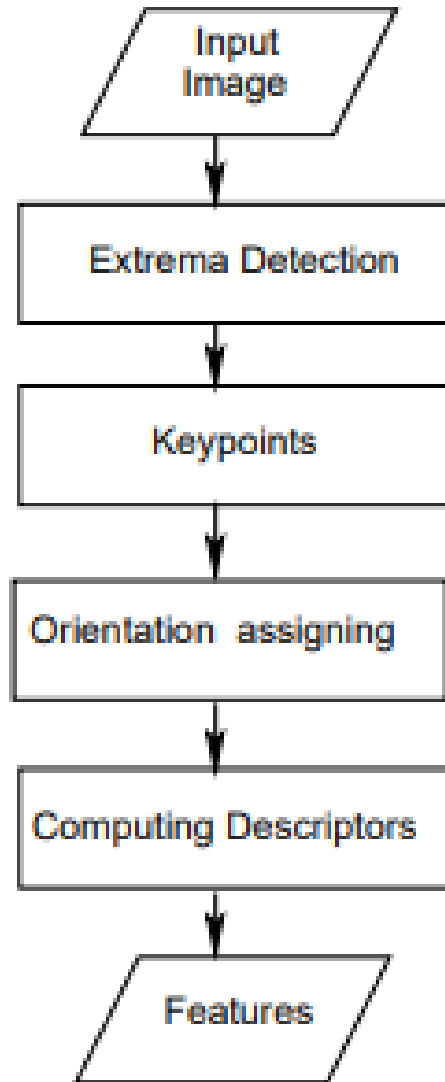 Input
Image
Extrema Detection
Keypoints
Orientation assigning
Computing Descriptors
Features